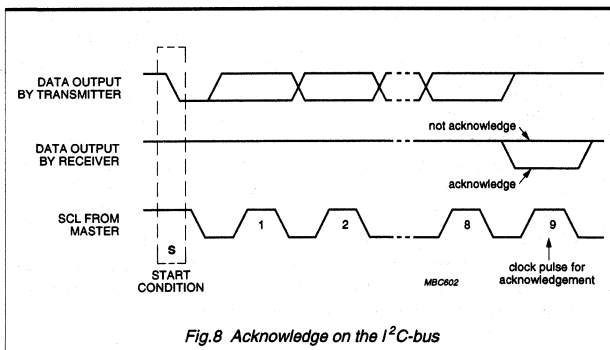 DATA OUTPUT
BY TRANSMITTER
not acknowledge
DATA OUTPUT
BY RECEIVER
acknowledge
SCL FROM
MASTER
1
2
8
9
S
START
CONDITION
MBC602
clock pulse for
acknowledgement
Fig.8 Acknowledge on the I²C-bus